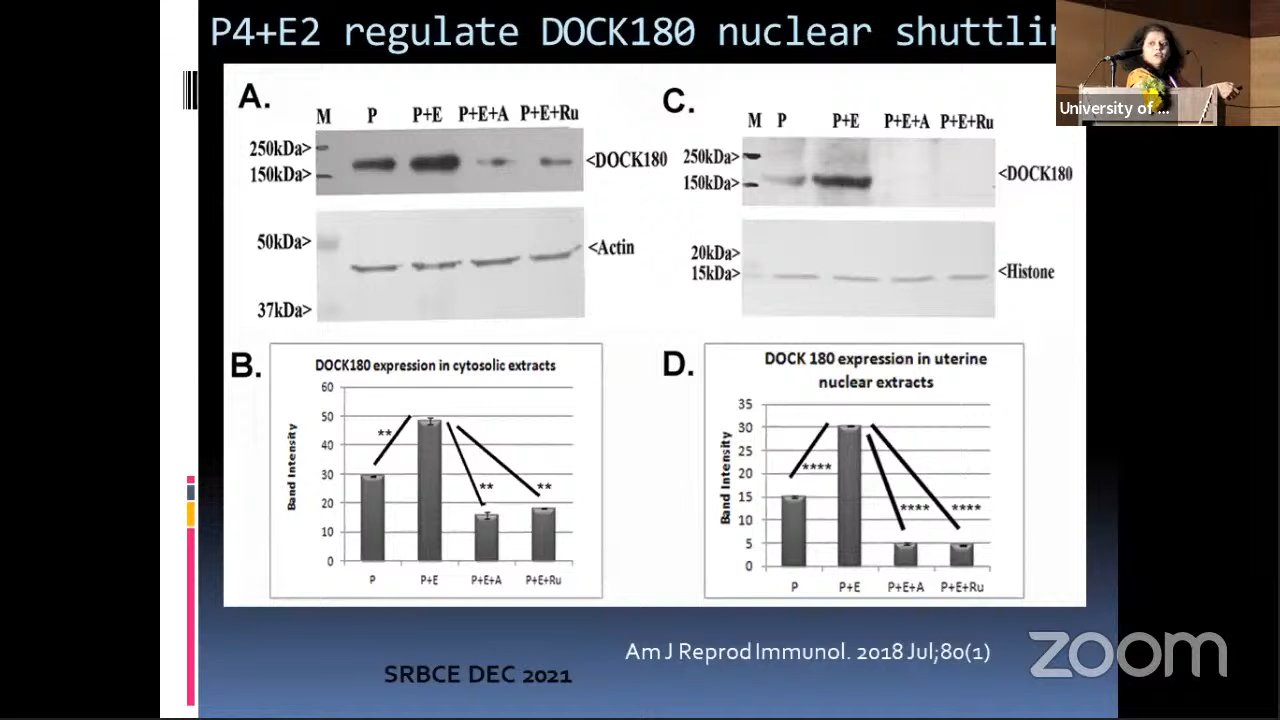 P4+E2 regulate DOCK180 nuclear shuttlin
University of ...
A.
M P P+E P+E+A P+E+Ru
250kDa>
150kDa>
<DOCK180
50kDa>
<Actin
37kDa>
C.
M P P+E P+E+A P+E+Ru
250kDa>
150kDa>
<DOCK180
20kDa>
15kDa>
<Histone
B.
DOCK180 expression in cytosolic extracts
Band Intensity
60
50
40
30
20
10
0
**
**
**
P P+E P+E+A P+E+Ru
D.
DOCK 180 expression in uterine
nuclear extracts
Band Intensity
35
30
25
20
15
10
5
0
****
****
****
P P+E P+E+A P+E+Ru
Am J Reprod Immunol. 2018 Jul;80(1)
SRBCE DEC 2021
zoom